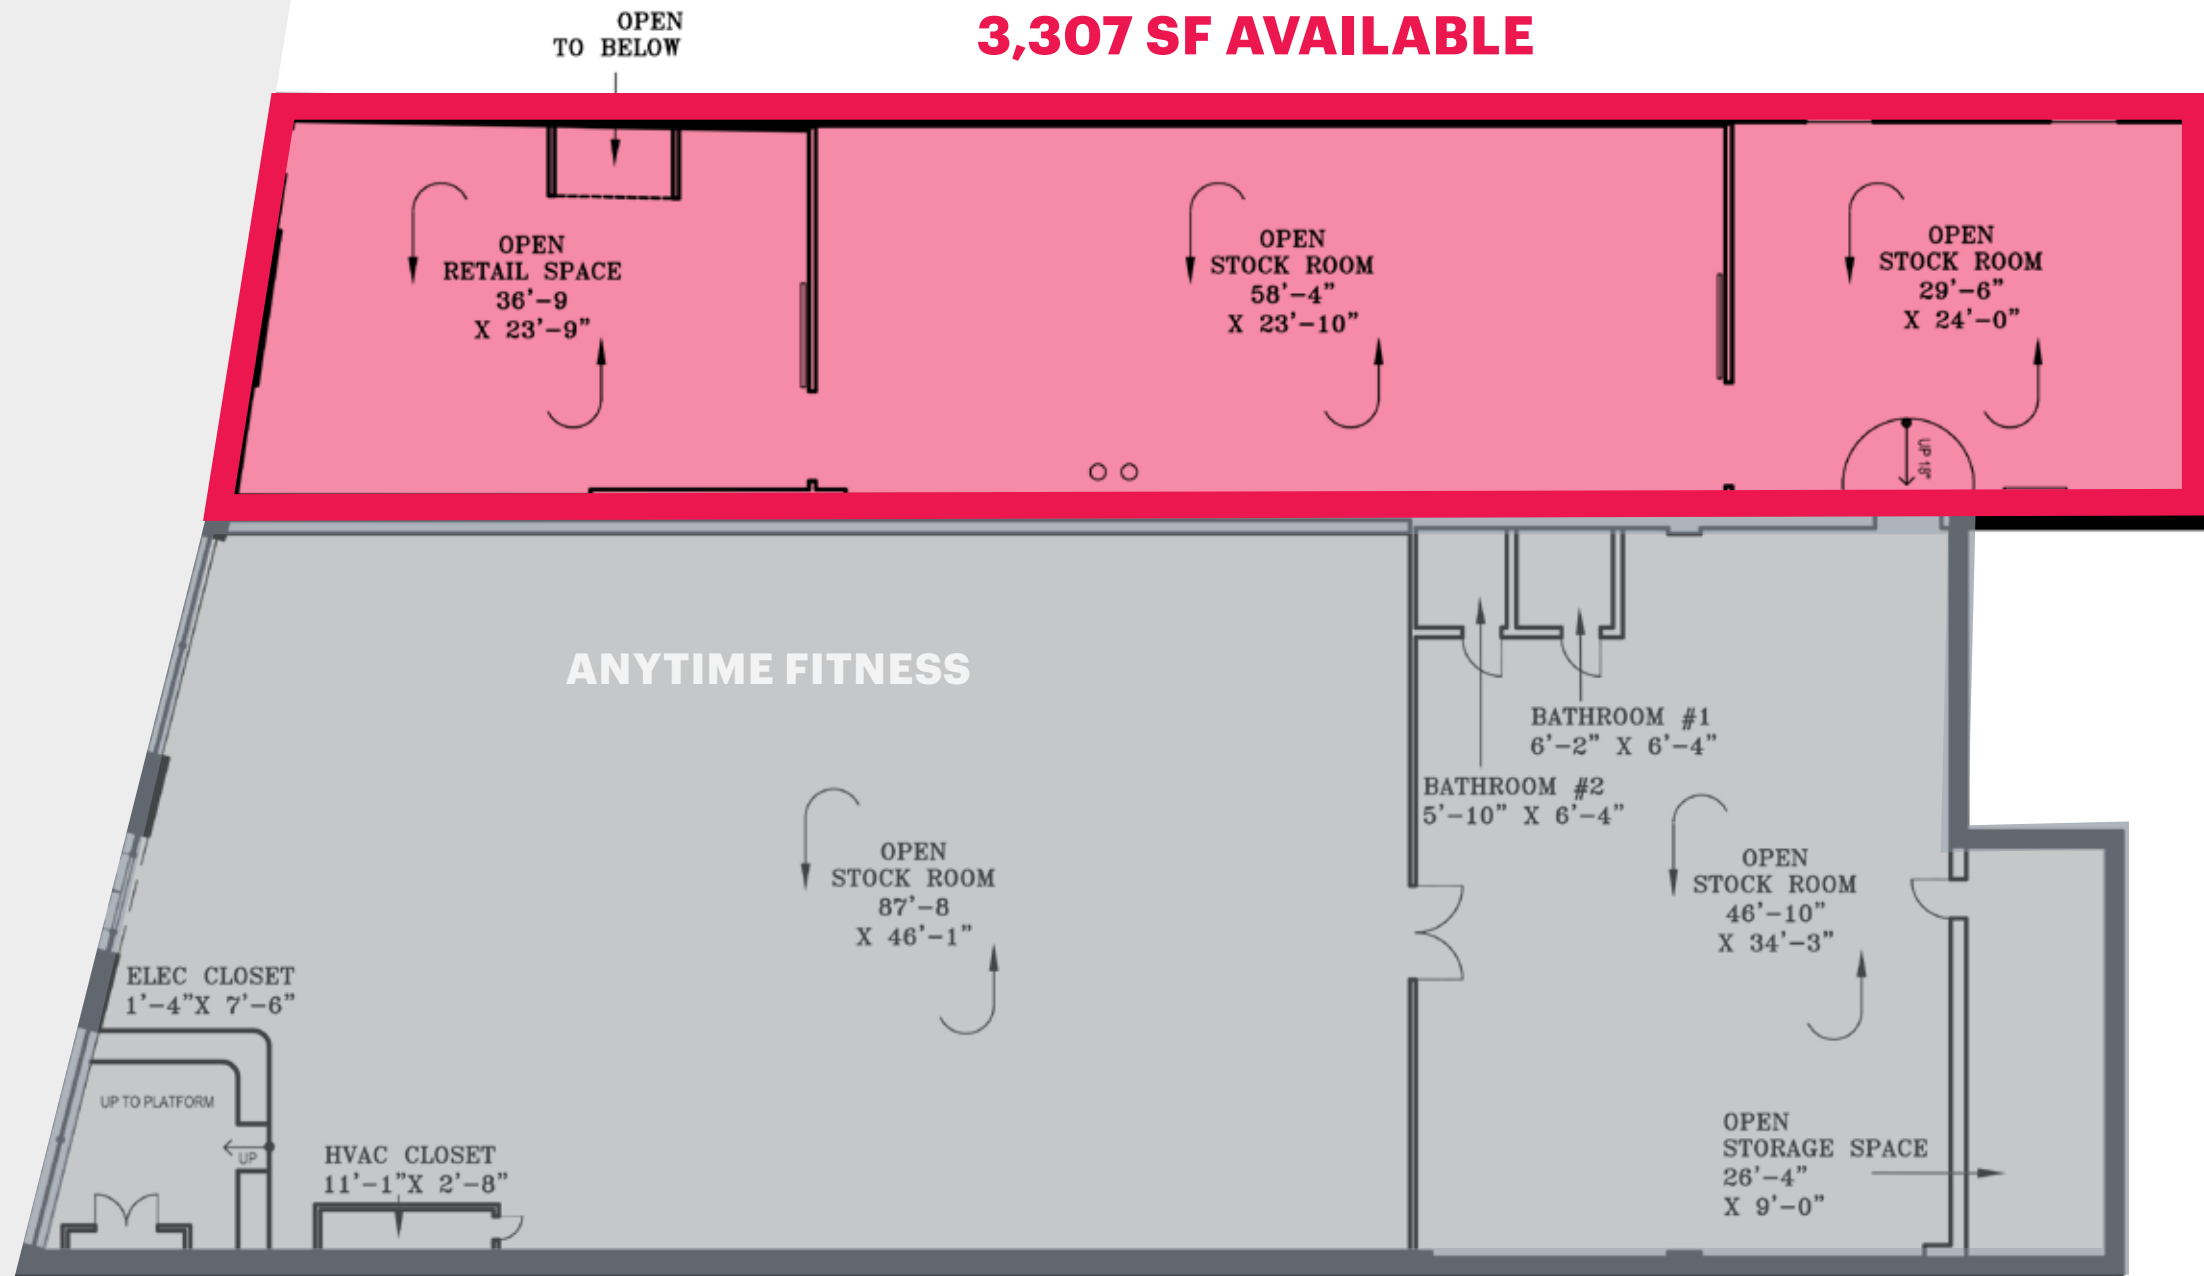 OPEN
TO BELOW
3,307 SF AVAILABLE
OPEN
RETAIL SPACE
36'-9
X 23'-9"
OPEN
STOCK ROOM
58'-4"
X 23'-10"
OPEN
STOCK ROOM
29'-6"
X 24'-0"
UP 18"
ANYTIME FITNESS
BATHROOM #1
6'-2" X 6'-4"
BATHROOM #2
5'-10" X 6'-4"
OPEN
STOCK ROOM
87'-8
X 46'-1"
OPEN
STOCK ROOM
46'-10"
X 34'-3"
ELEC CLOSET
1'-4"X 7'-6"
UP TO PLATFORM
UP
HVAC CLOSET
11'-1"X 2'-8"
OPEN
STORAGE SPACE
26'-4"
X 9'-0"